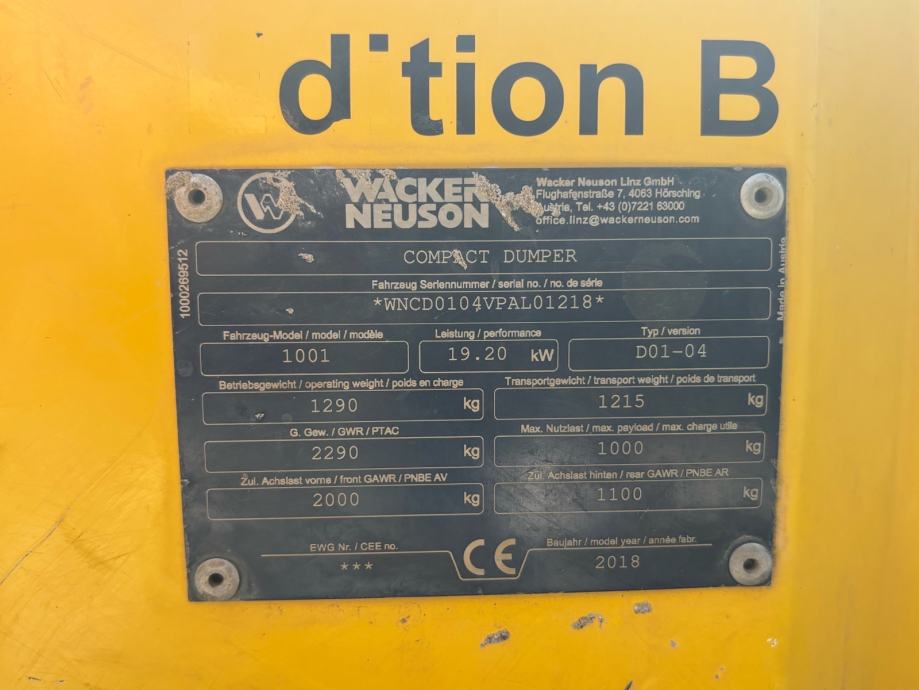 d tion B
WACKER
NEUSON
Wacker Neuson Linz GmbH
Flughafenstraße 7, 4063 Hörsching
Austria, Tel. +43 (0)7221 63000
office.linz@wackerneuson.com
1000269512
Made in Austria
COMPACT DUMPER
Fahrzeug Seriennummer / serial no. / no. de série
*WNCD0104VPAL01218*
Fahrzeug-Model / model / modèle
1001
Leistung / performance
19.20 kW
Typ / version
D01-04
Betriebsgewicht / operating weight / poids en charge
1290 kg
Transportgewicht / transport weight / poids de transport
1215 kg
G. Gew. / GWR / PTAC
2290 kg
Max. Nutzlast / max. payload / max. charge utile
1000 kg
Zul. Achslast vorne / front GAWR / PNBE AV
2000 kg
Zul. Achslast hinten / rear GAWR / PNBE AR
1100 kg
EWG Nr. / CEE no.
***
CE
Baujahr / model year / année fabr.
2018